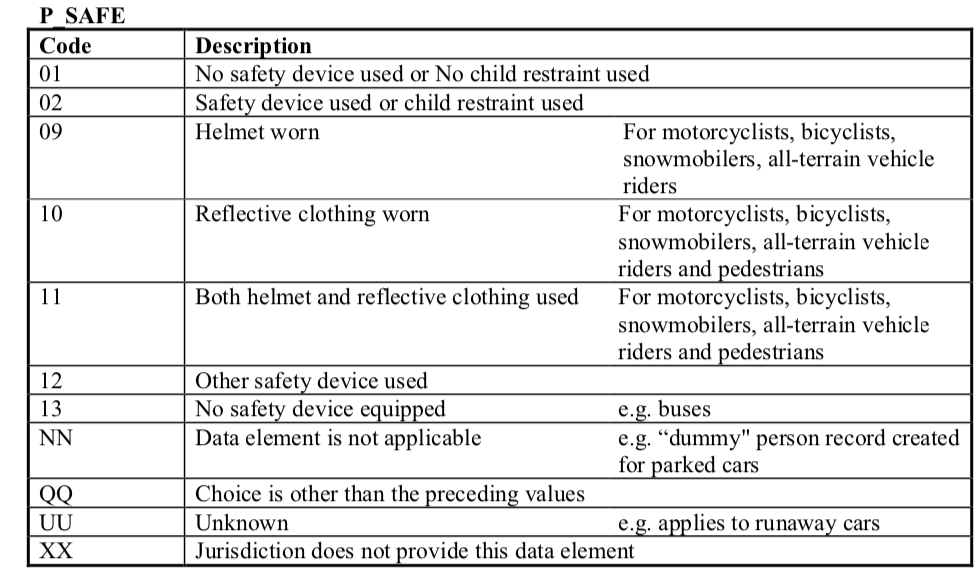 P_SAFE
Code Description
01 No safety device used or No child restraint used
02 Safety device used or child restraint used
09 Helmet worn For motorcyclists, bicyclists,
snowmobilers, all-terrain vehicle
riders
10 Reflective clothing worn For motorcyclists, bicyclists,
snowmobilers, all-terrain vehicle
riders and pedestrians
11 Both helmet and reflective clothing used For motorcyclists, bicyclists,
snowmobilers, all-terrain vehicle
riders and pedestrians
12 Other safety device used
13 No safety device equipped e.g. buses
NN Data element is not applicable e.g. “dummy" person record created
for parked cars
QQ Choice is other than the preceding values
UU Unknown e.g. applies to runaway cars
XX Jurisdiction does not provide this data element